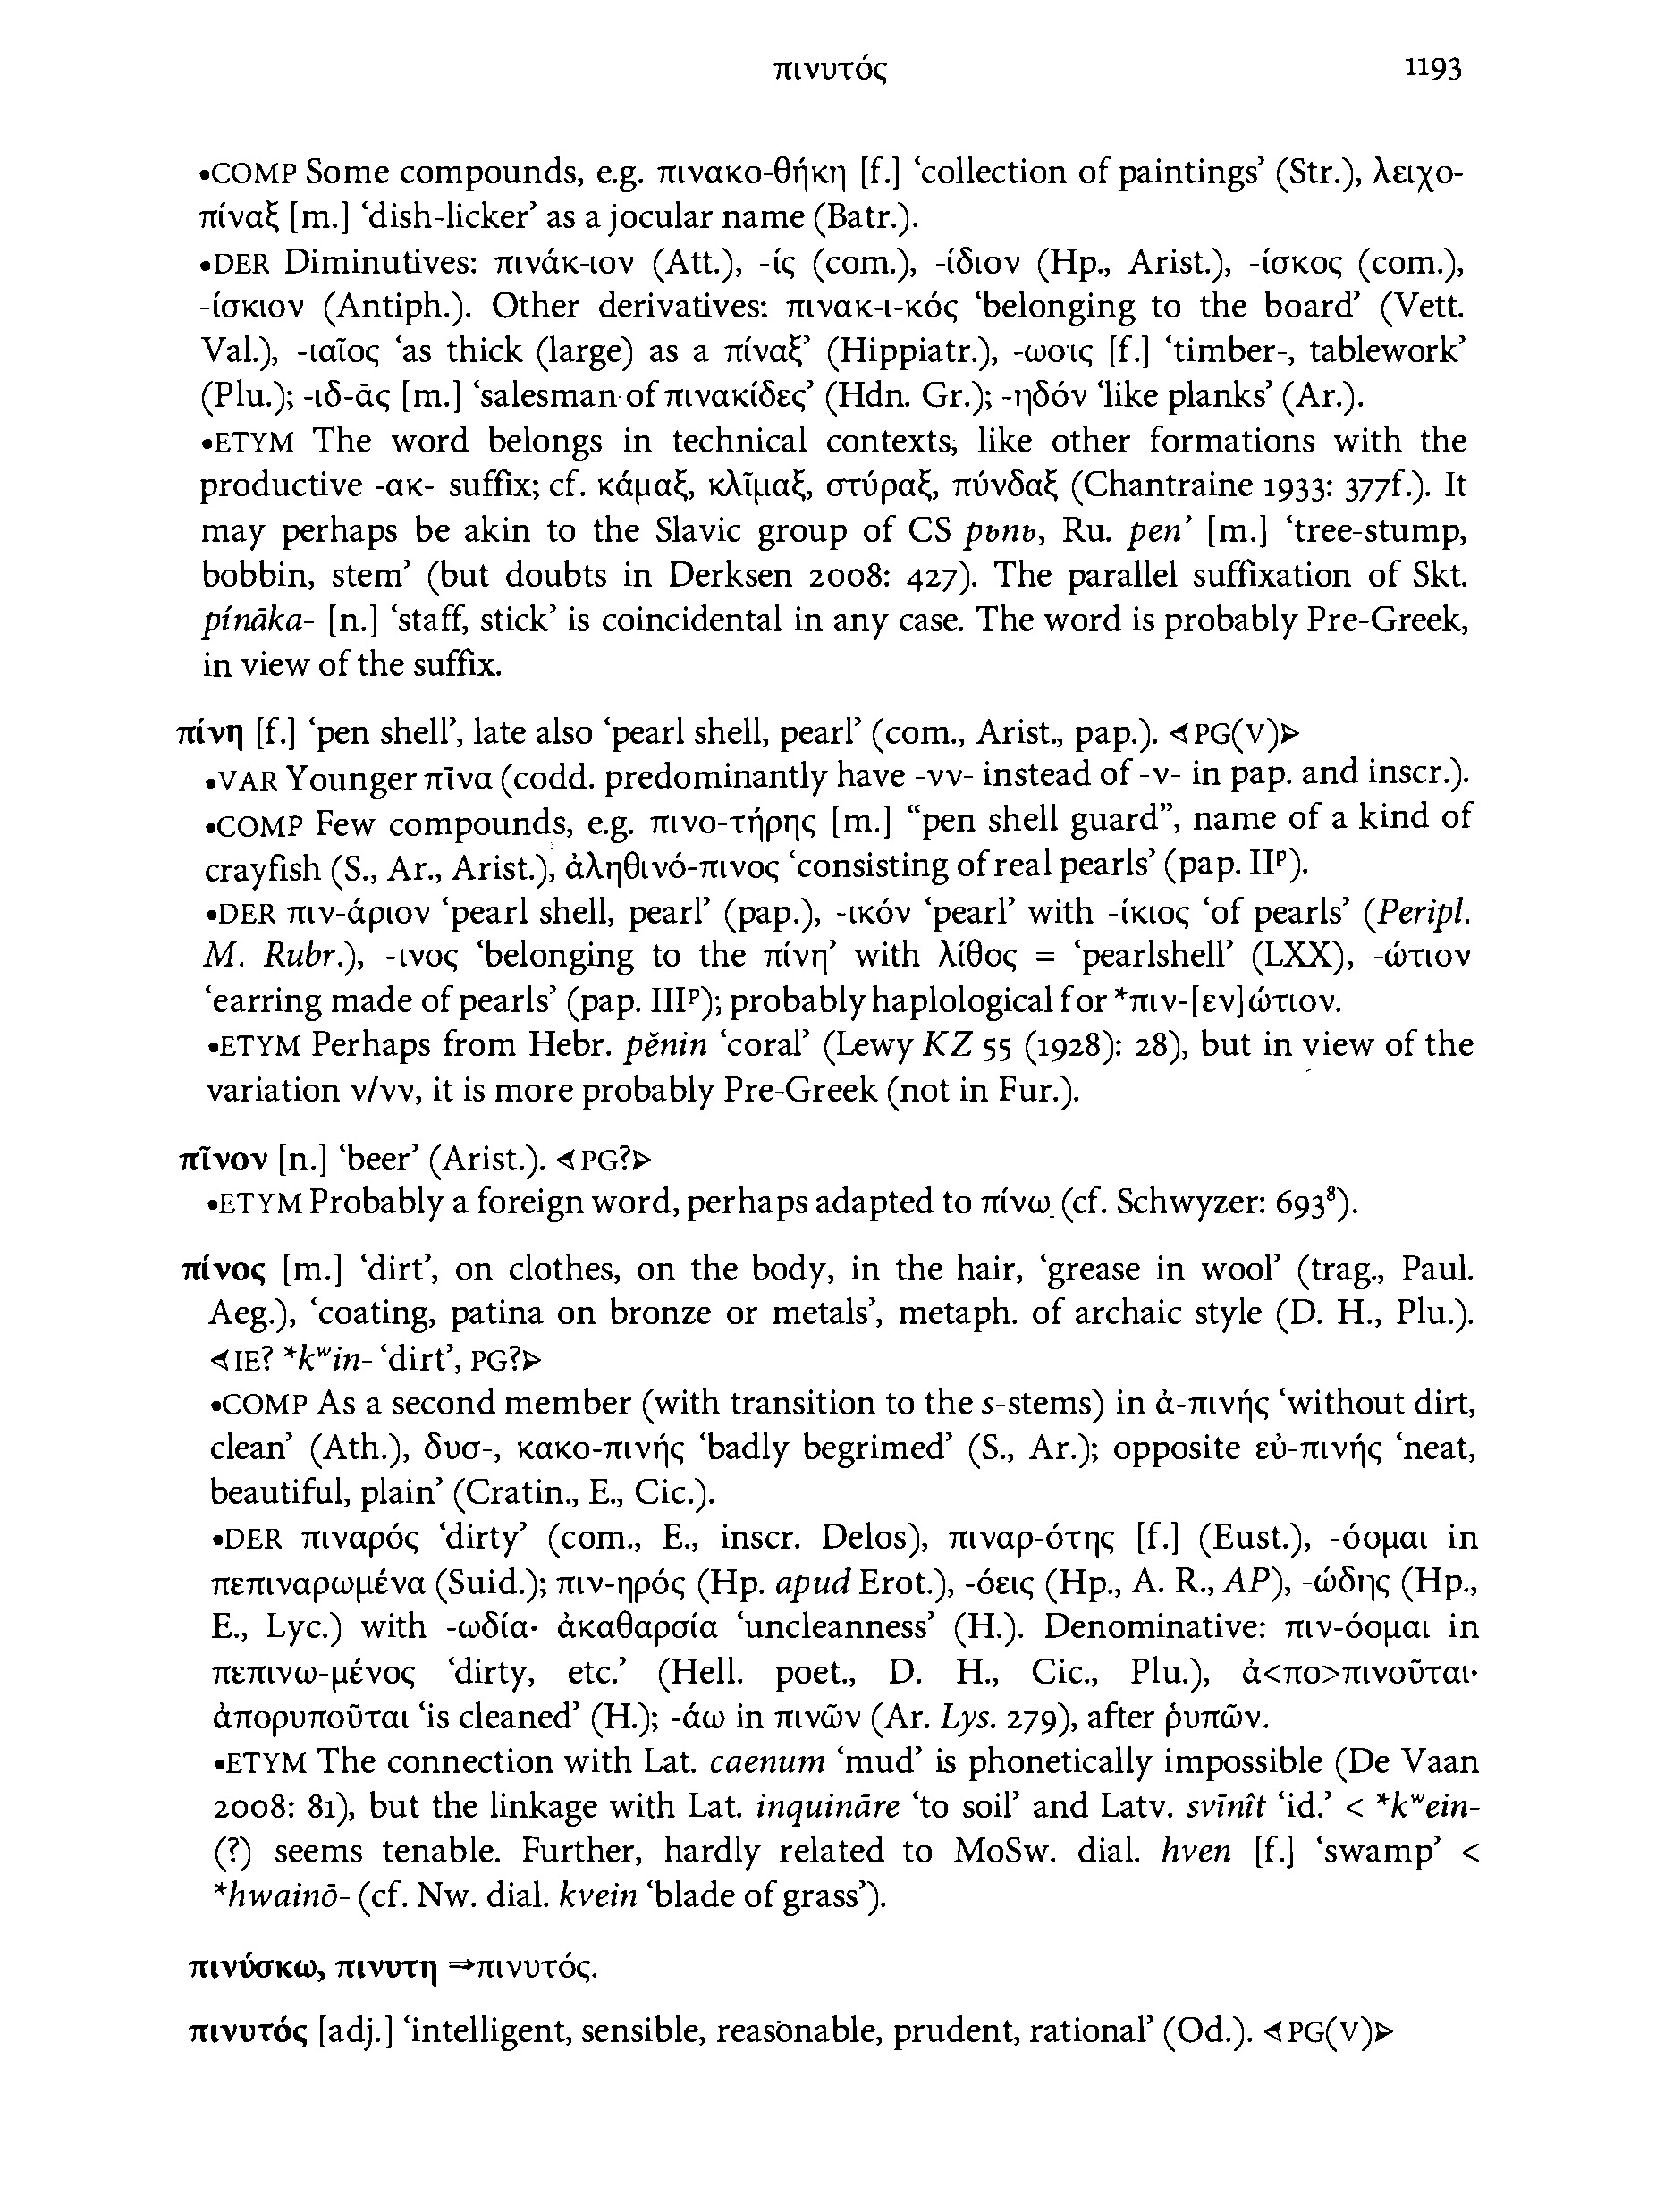 πινυτός 1193
•COMP Some compounds, e.g. πινακο-θήκη [f.] ‘collection of paintings’ (Str.), λειχο-
πίναξ [m.] ‘dish-licker’ as a jocular name (Batr.).
•DER Diminutives: πινάκ-ιον (Att.), -ίς (com.), -ίδιον (Hp., Arist.), -ίσκος (com.),
-ίσκιον (Antiph.). Other derivatives: πινακ-ι-κός ‘belonging to the board’ (Vett.
Val.), -ιαῖος ‘as thick (large) as a πίναξ’ (Hippiatr.), -ωσις [f.] ‘timber-, tablework’
(Plu.); -ιδ-ᾶς [m.] ‘salesman of πινακίδες’ (Hdn. Gr.); -ηδόν ‘like planks’ (Ar.).
•ETYM The word belongs in technical contexts, like other formations with the
productive -ακ- suffix; cf. κάμαξ, κλῖμαξ, στύραξ, πύνδαξ (Chantraine 1933: 377f.). It
may perhaps be akin to the Slavic group of CS pьnь, Ru. pen’ [m.] ‘tree-stump,
bobbin, stem’ (but doubts in Derksen 2008: 427). The parallel suffixation of Skt.
pínāka- [n.] ‘staff, stick’ is coincidental in any case. The word is probably Pre-Greek,
in view of the suffix.
πίνη [f.] ‘pen shell’, late also ‘pearl shell, pearl’ (com., Arist., pap.). ⊲PG(V)⊳
•VAR Younger πῖνα (codd. predominantly have -νν- instead of -ν- in pap. and inscr.).
•COMP Few compounds, e.g. πινο-τήρης [m.] “pen shell guard”, name of a kind of
crayfish (S., Ar., Arist.), ἀληθινό-πινος ‘consisting of real pearls’ (pap. IIᵖ).
•DER πιν-άριον ‘pearl shell, pearl’ (pap.), -ικόν ‘pearl’ with -ίκιος ‘of pearls’ (Peripl.
M. Rubr.), -ινος ‘belonging to the πίνη’ with λίθος = ‘pearlshell’ (LXX), -ώτιον
‘earring made of pearls’ (pap. IIIᵖ); probably haplological for *πιν-[εν]ώτιον.
•ETYM Perhaps from Hebr. pĕnin ‘coral’ (Lewy KZ 55 (1928): 28), but in view of the
variation ν/νν, it is more probably Pre-Greek (not in Fur.).
πῖνον [n.] ‘beer’ (Arist.). ⊲PG?⊳
•ETYM Probably a foreign word, perhaps adapted to πίνω (cf. Schwyzer: 693⁸).
πίνος [m.] ‘dirt’, on clothes, on the body, in the hair, ‘grease in wool’ (trag., Paul.
Aeg.), ‘coating, patina on bronze or metals’, metaph. of archaic style (D. H., Plu.).
⊲IE? *kʷin- ‘dirt’, PG?⊳
•COMP As a second member (with transition to the s-stems) in ἀ-πινής ‘without dirt,
clean’ (Ath.), δυσ-, κακο-πινής ‘badly begrimed’ (S., Ar.); opposite εὐ-πινής ‘neat,
beautiful, plain’ (Cratin., E., Cic.).
•DER πιναρός ‘dirty’ (com., E., inscr. Delos), πιναρ-ότης [f.] (Eust.), -όομαι in
πεπιναρωμένα (Suid.); πιν-ηρός (Hp. apud Erot.), -όεις (Hp., A. R., AP), -ώδης (Hp.,
E., Lyc.) with -ωδία· ἀκαθαρσία ‘uncleanness’ (H.). Denominative: πιν-όομαι in
πεπινω-μένος ‘dirty, etc.’ (Hell. poet., D. H., Cic., Plu.), ἀ<πο>πινοῦται·
ἀπορυποῦται ‘is cleaned’ (H.); -άω in πινῶν (Ar. Lys. 279), after ῥυπῶν.
•ETYM The connection with Lat. caenum ‘mud’ is phonetically impossible (De Vaan
2008: 81), but the linkage with Lat. inquināre ‘to soil’ and Latv. svīnît ‘id.’ < *kʷein-
(?) seems tenable. Further, hardly related to MoSw. dial. hven [f.] ‘swamp’ <
*hwainō- (cf. Nw. dial. kvein ‘blade of grass’).
πινύσκω, πινυτη ⇒πινυτός.
πινυτός [adj.] ‘intelligent, sensible, reasonable, prudent, rational’ (Od.). ⊲PG(V)⊳